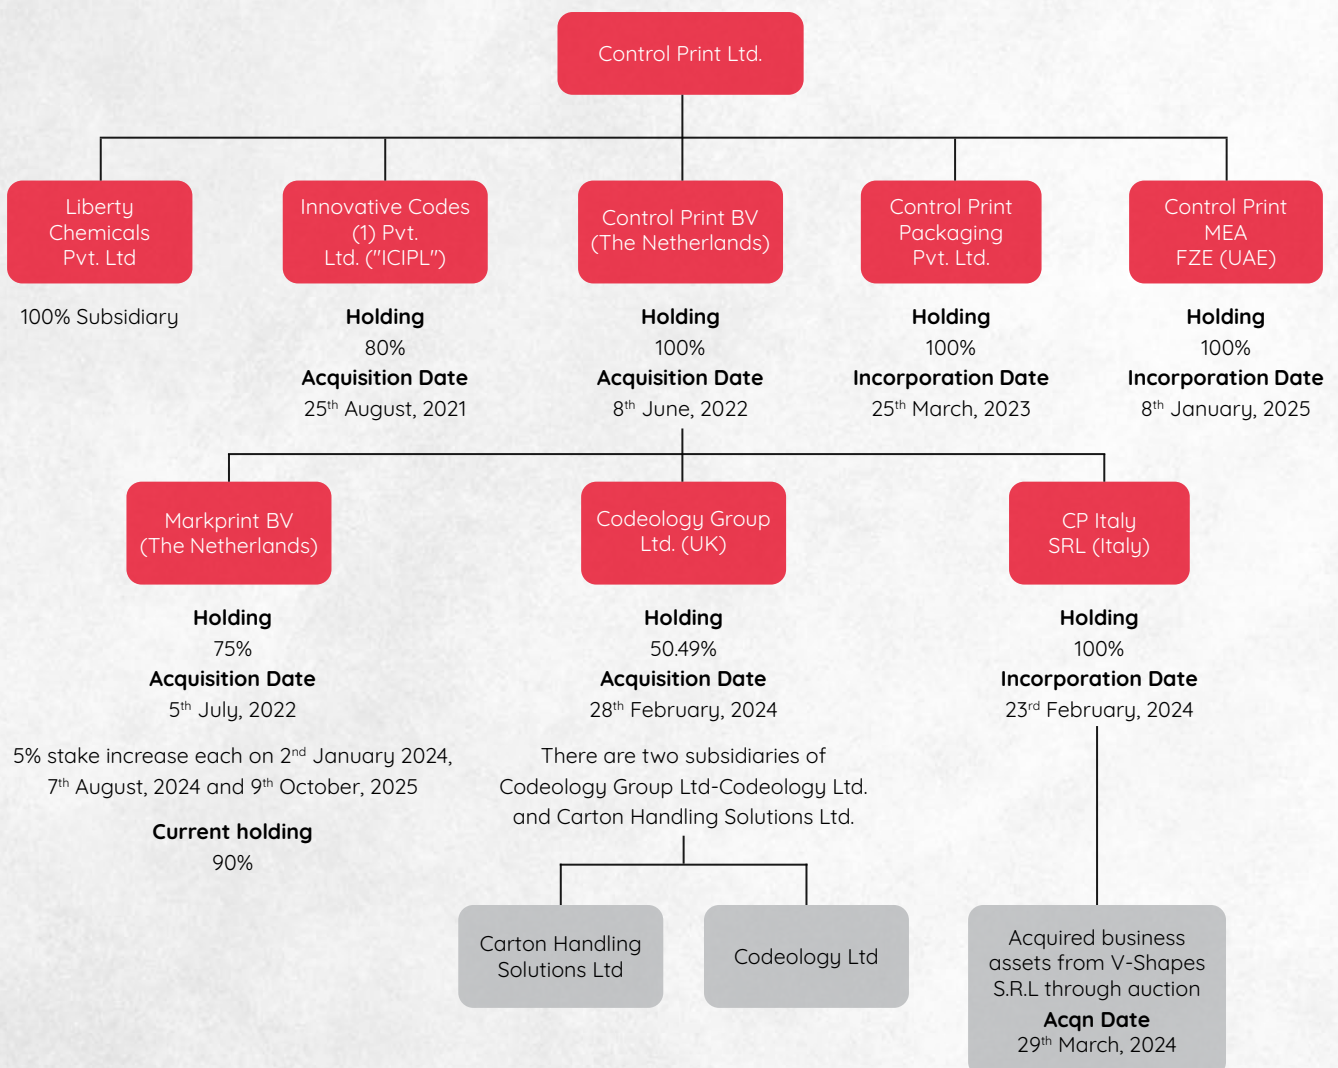 Control Print Ltd.
Liberty
Chemicals
Pvt. Ltd
100% Subsidiary
Innovative Codes
(1) Pvt.
Ltd. ("ICIPL")
Holding
80%
Acquisition Date
25th August, 2021
Control Print BV
(The Netherlands)
Holding
100%
Acquisition Date
8th June, 2022
Control Print
Packaging
Pvt. Ltd.
Holding
100%
Incorporation Date
25th March, 2023
Control Print
MEA
FZE (UAE)
Holding
100%
Incorporation Date
8th January, 2025
Markprint BV
(The Netherlands)
Holding
75%
Acquisition Date
5th July, 2022
5% stake increase each on 2nd January 2024,
7th August, 2024 and 9th October, 2025
Current holding
90%
Codeology Group
Ltd. (UK)
Holding
50.49%
Acquisition Date
28th February, 2024
There are two subsidiaries of
Codeology Group Ltd-Codeology Ltd.
and Carton Handling Solutions Ltd.
Carton Handling
Solutions Ltd
Codeology Ltd
CP Italy
SRL (Italy)
Holding
100%
Incorporation Date
23rd February, 2024
Acquired business
assets from V-Shapes
S.R.L through auction
Acqn Date
29th March, 2024